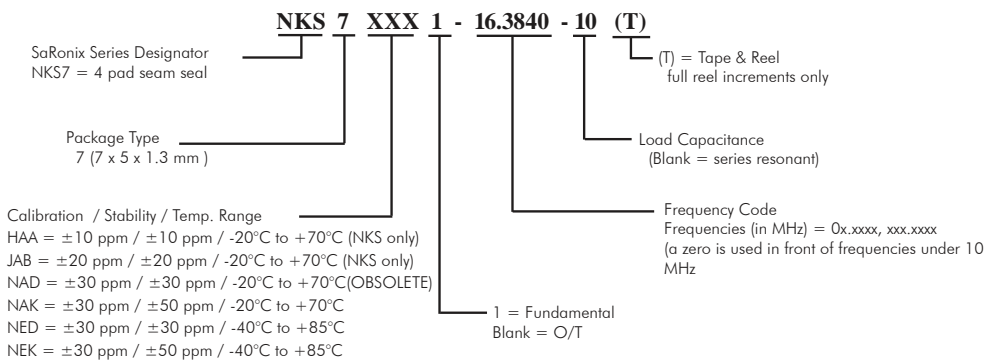 NKS 7 XXX 1 - 16.3840 - 10 (T)
SaRonix Series Designator
NKS7 = 4 pad seam seal
(T) = Tape & Reel
full reel increments only
Package Type
7 (7 x 5 x 1.3 mm )
Load Capacitance
(Blank = series resonant)
Calibration / Stability / Temp. Range
HAA = ±10 ppm / ±10 ppm / -20°C to +70°C (NKS only)
JAB = ±20 ppm / ±20 ppm / -20°C to +70°C (NKS only)
NAD = ±30 ppm / ±30 ppm / -20°C to +70°C(OBSOLETE)
NAK = ±30 ppm / ±50 ppm / -20°C to +70°C
NED = ±30 ppm / ±30 ppm / -40°C to +85°C
NEK = ±30 ppm / ±50 ppm / -40°C to +85°C
Frequency Code
Frequencies (in MHz) = 0x.xxxx, xxx.xxxx
(a zero is used in front of frequencies under 10
MHz
1 = Fundamental
Blank = O/T